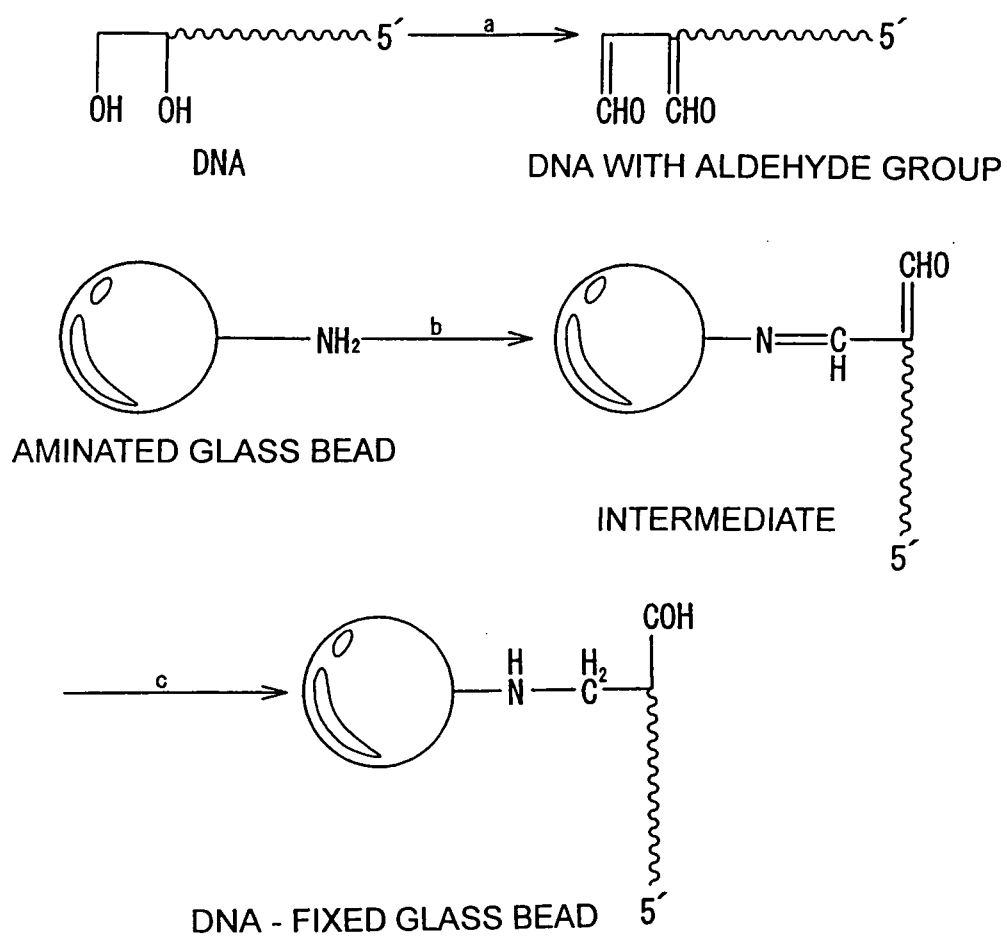 5´ a 5´
OH OH CHO CHO
DNA DNA WITH ALDEHYDE GROUP
CHO
NH₂ b N C
H
AMINATED GLASS BEAD
INTERMEDIATE
5´
COH
c H H₂
N C
DNA - FIXED GLASS BEAD 5´